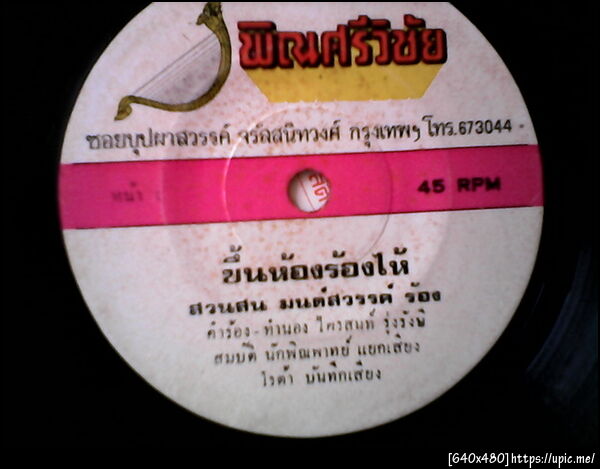 พิณศรีวิชัย
ซอยบุปผาสวรรค์ จรัลสนิทวงศ์ กรุงเทพฯ โทร.673044
หน้า
45 RPM
ขึ้นห้องร้องไห้
สวนสน มนต์สวรรค์ ร้อง
คำร้อง - ทำนอง ไพรสนท์ รุ่งรังษี
สมบัติ นักพิณพาทย์ แยกเสียง
ไรต้า บันทึกเสียง
[640x480]https://upic.me/